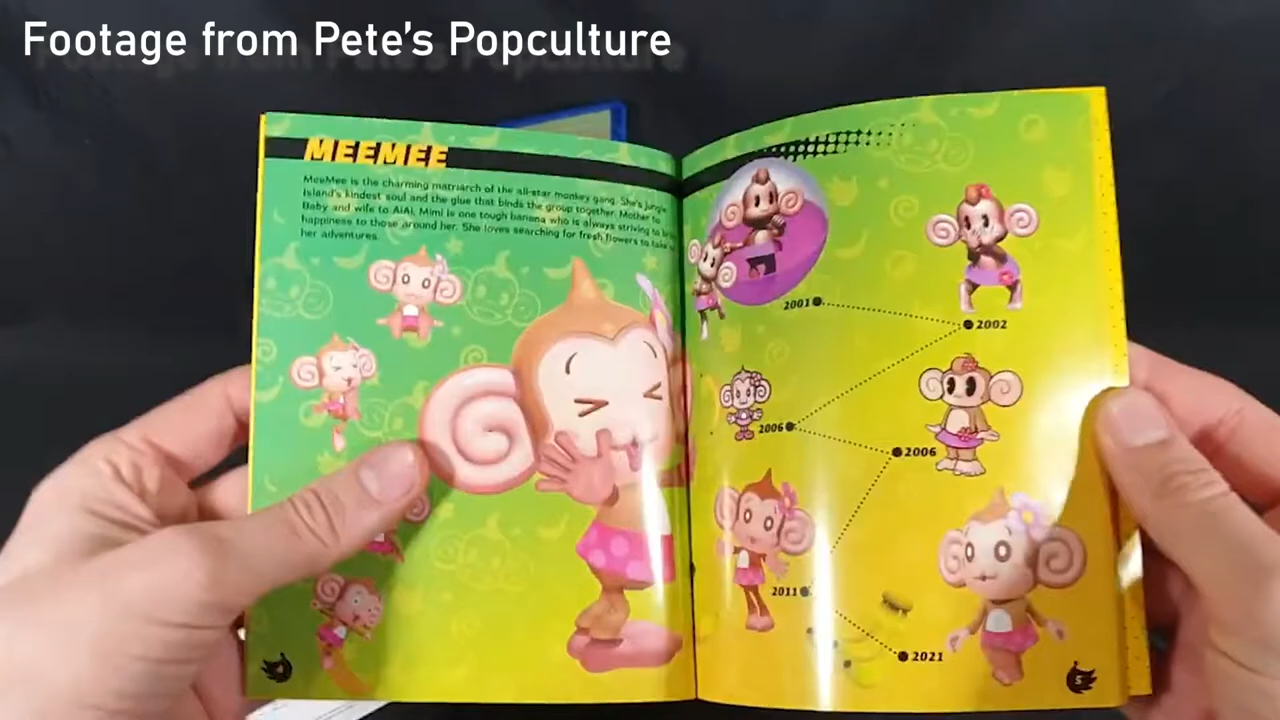 Footage from Pete's Popculture
MEEMEE
MeeMee is the charming matriarch of the all-star monkey gang. She's Jungle
Island's kindest soul and the glue that binds the group together. Mother to
Baby and wife to AiAi, Mimi is one tough banana who is always striving to
happiness to those around her. She loves searching for fresh flowers to take
her adventures.
2001
2002
2006
2006
2011
2021
5